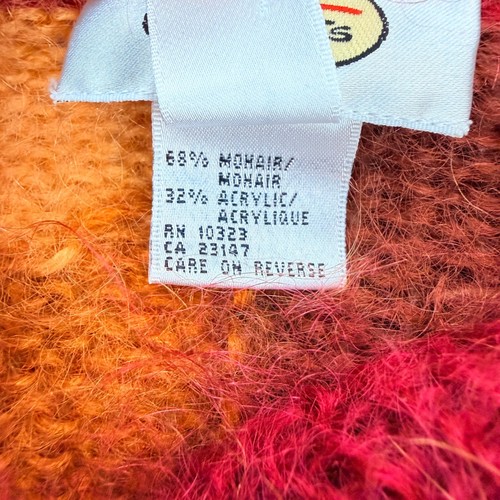 68% MOHAIR/
MOHAIR
32% ACRYLIC/
ACRYLIQUE
RN 10323
CA 23147
CARE ON REVERSE